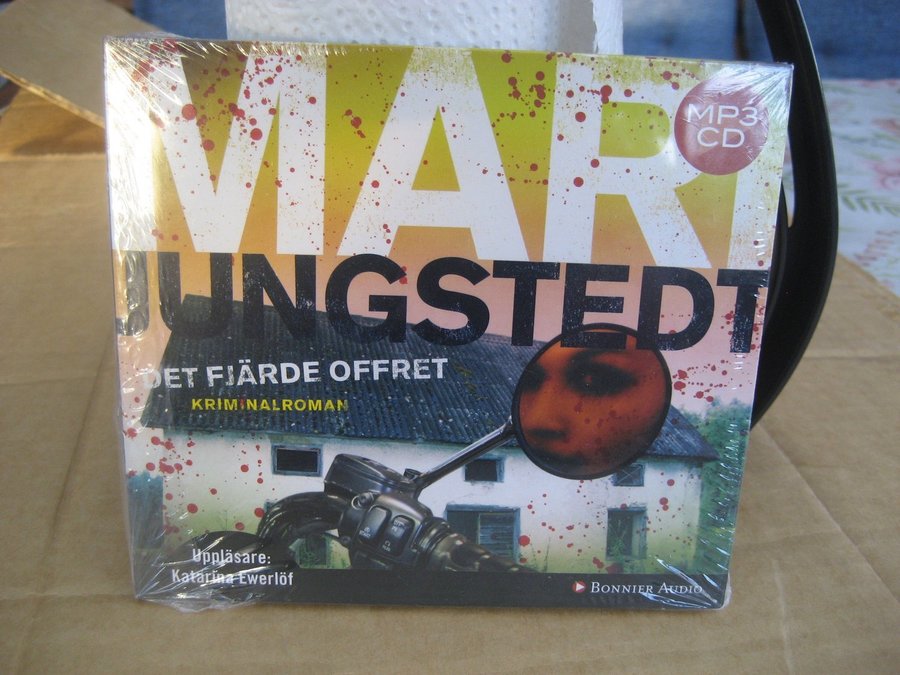 MARI
MP3
CD
JUNGSTEDT
DET FJÄRDE OFFRET
KRIMINALROMAN
Uppläsare:
Katarina Ewerlöf
BONNIER AUDIO